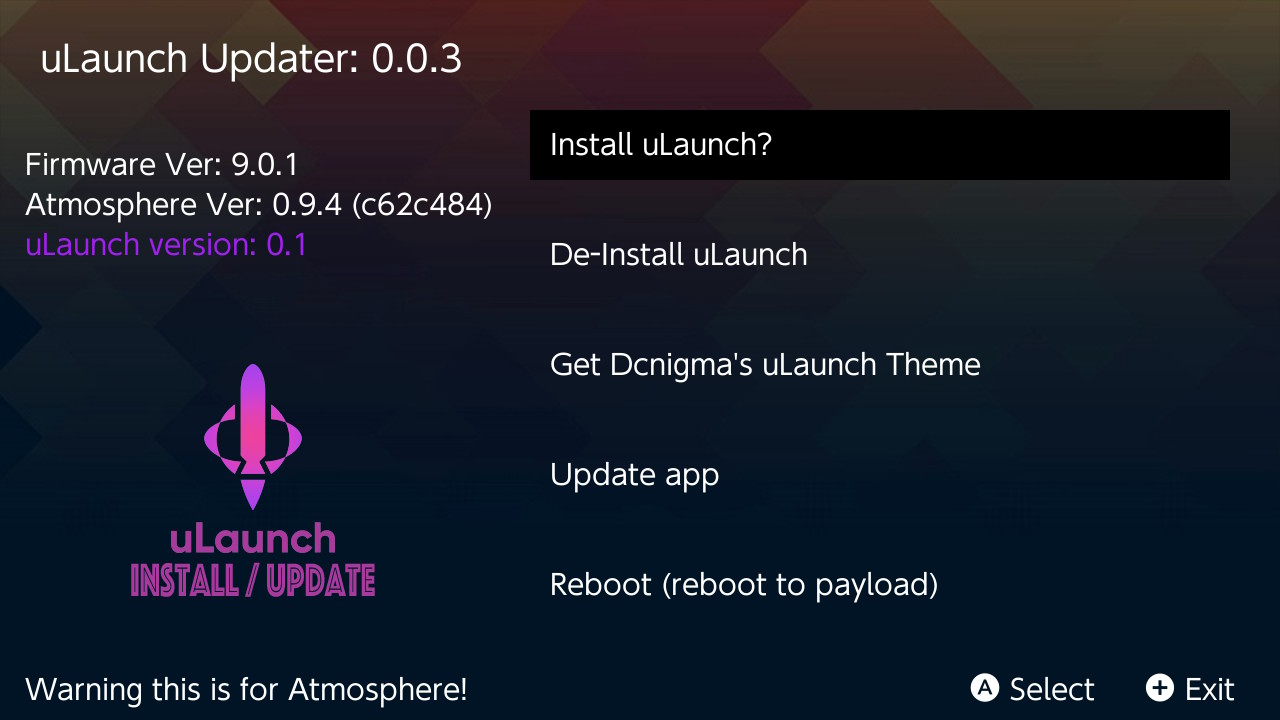 uLaunch Updater: 0.0.3
Firmware Ver: 9.0.1
Atmosphere Ver: 0.9.4 (c62c484)
uLaunch version: 0.1
uLaunch
INSTALL / UPDATE
Install uLaunch?
De-Install uLaunch
Get Dcnigma's uLaunch Theme
Update app
Reboot (reboot to payload)
Warning this is for Atmosphere!
A Select
+ Exit